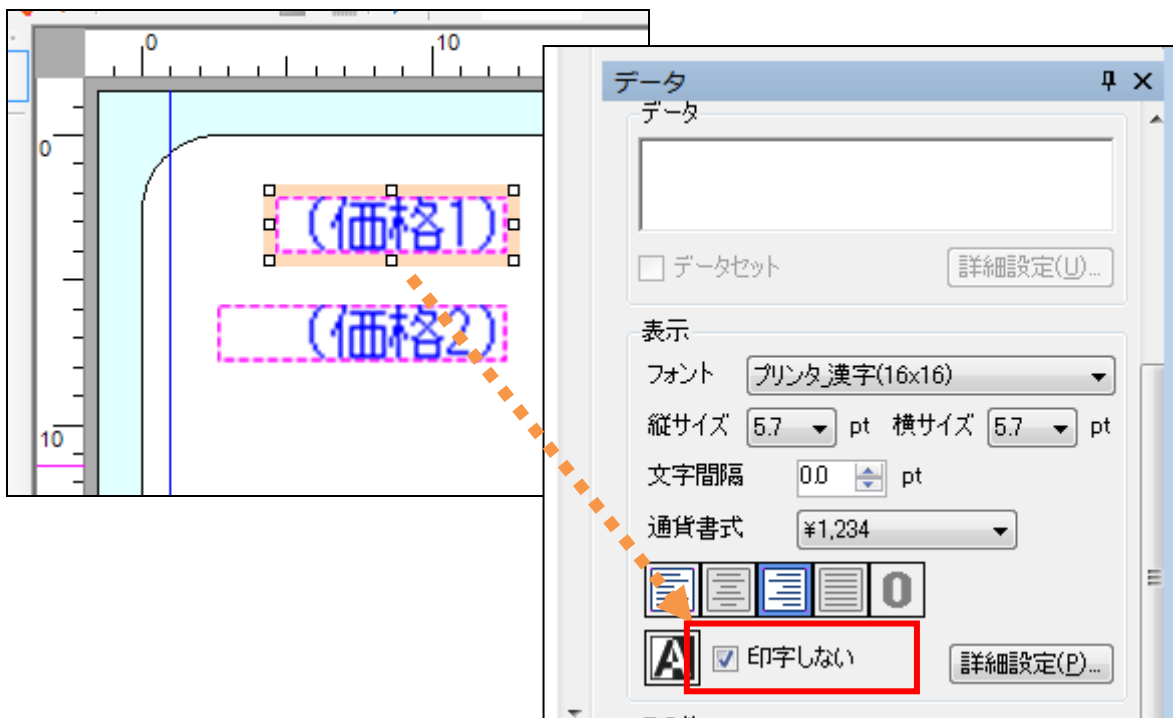 0 10
0
(価格1)
(価格2)
10
データ
データ
データセット 詳細設定(U)...
表示
フォント プリンタ_漢字(16x16)
縦サイズ 5.7 pt 横サイズ 5.7 pt
文字間隔 0.0 pt
通貨書式 ¥1,234
0
A 印字しない 詳細設定(P)...